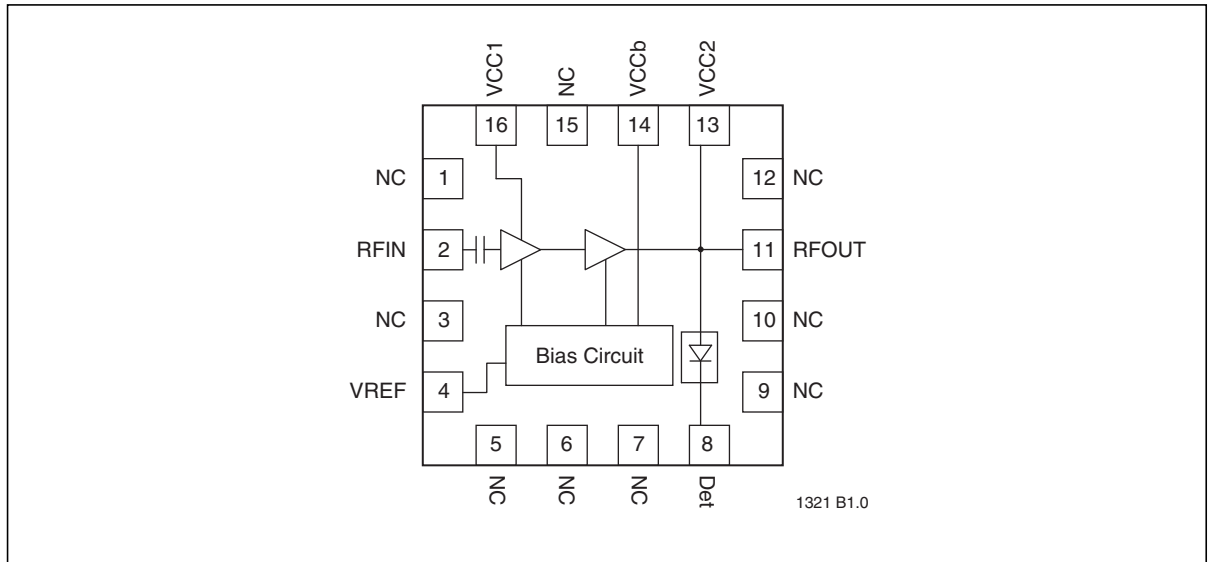 VCC1
NC
VCCb
VCC2
16
15
14
13
NC
1
12
NC
RFIN
2
11
RFOUT
NC
3
10
NC
Bias Circuit
VREF
4
9
NC
5
6
7
8
NC
NC
NC
Det
1321 B1.0